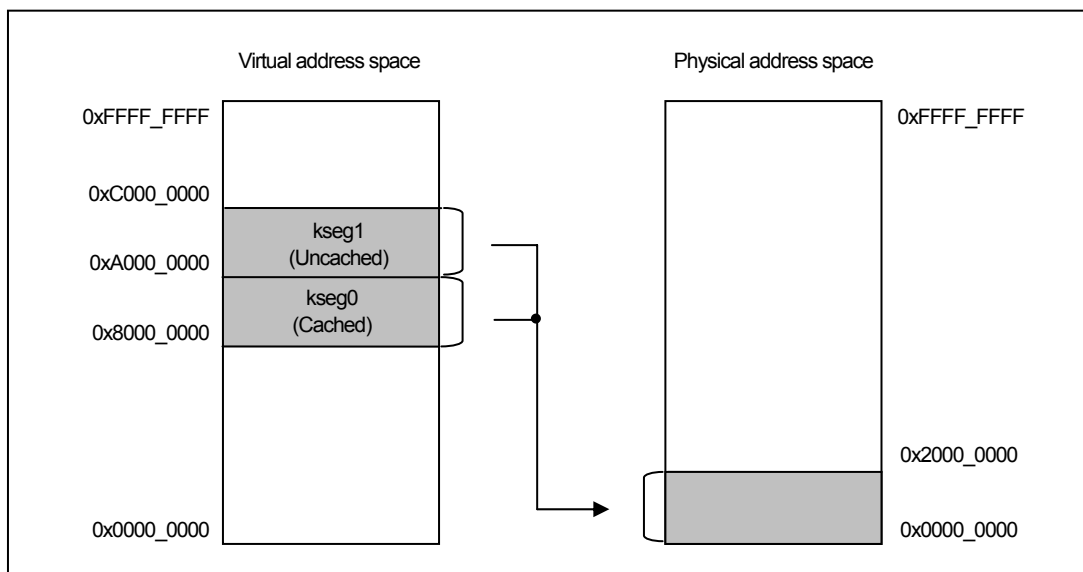 Virtual address space
Physical address space
0xFFFF_FFFF
0xFFFF_FFFF
0xC000_0000
kseg1
(Uncached)
0xA000_0000
kseg0
(Cached)
0x8000_0000
0x2000_0000
0x0000_0000
0x0000_0000